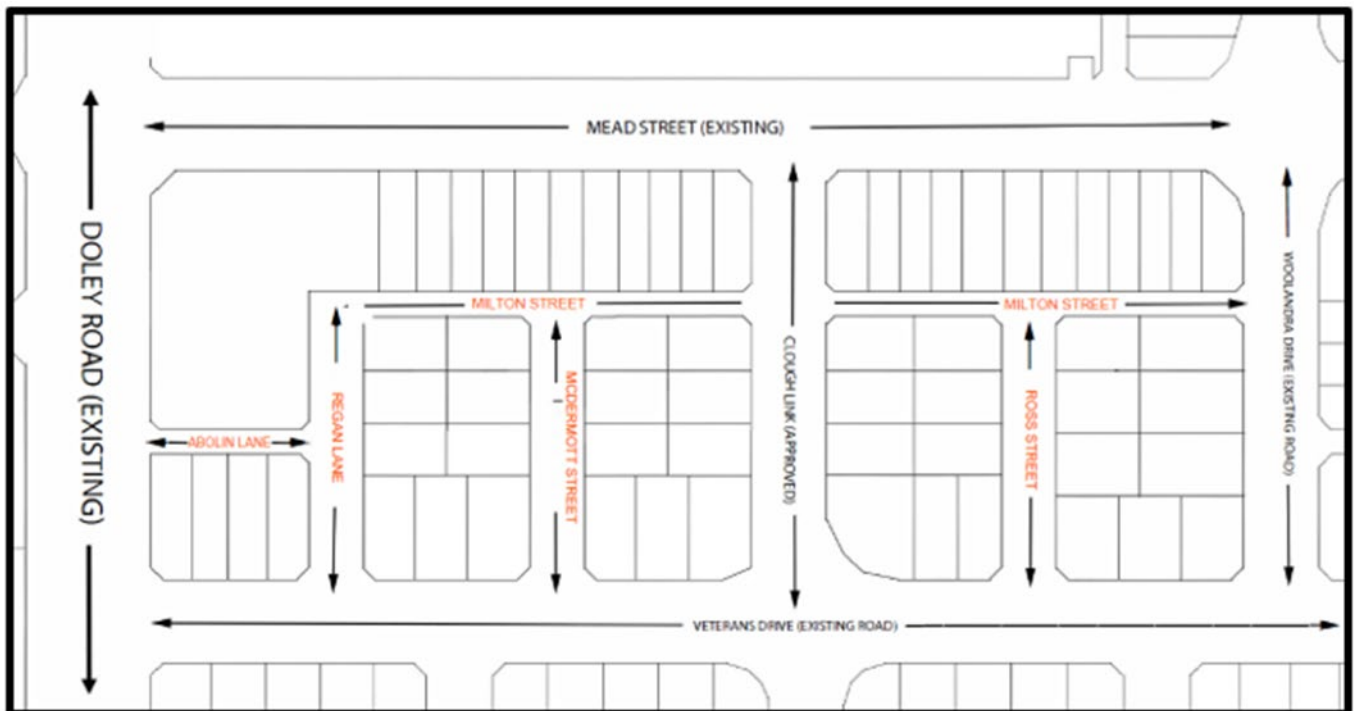 MEAD STREET (EXISTING)
DOLEY ROAD (EXISTING)
MILTON STREET
MILTON STREET
WOOLANDRA DRIVE (EXISTING ROAD)
CLOUGH LINK (APPROVED)
MCDERMOTT STREET
REGAN LANE
ROSS STREET
ABOLIN LANE
VETERANS DRIVE (EXISTING ROAD)